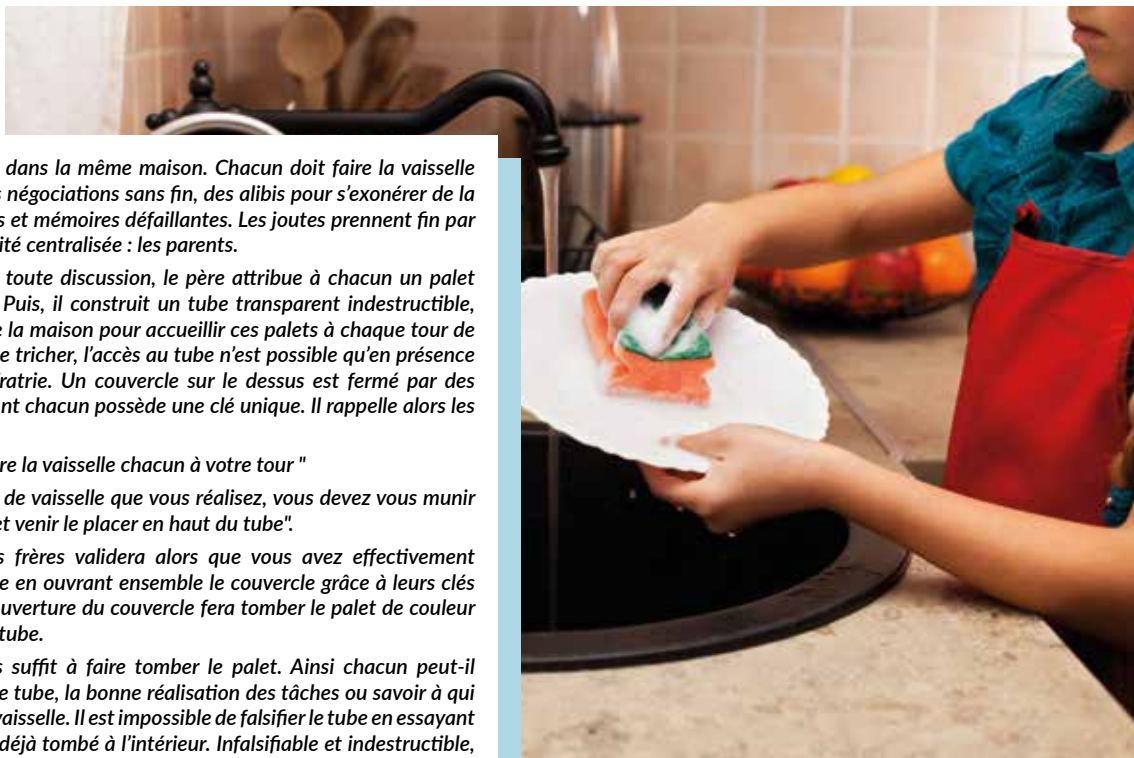 dans la même maison. Chacun doit faire la vaisselle
négociations sans fin, des alibis pour s'exonérer de la
et mémoires défaillantes. Les joutes prennent fin par
ité centralisée : les parents.
toute discussion, le père attribue à chacun un palet
Puis, il construit un tube transparent indestructible,
la maison pour accueillir ces palets à chaque tour de
e tricher, l'accès au tube n'est possible qu'en présence
ratrie. Un couvercle sur le dessus est fermé par des
nt chacun possède une clé unique. Il rappelle alors les
re la vaisselle chacun à votre tour "
de vaisselle que vous réalisez, vous devez vous munir
et venir le placer en haut du tube".
s frères validera alors que vous avez effectivement
e en ouvrant ensemble le couvercle grâce à leurs clés
uverture du couvercle fera tomber le palet de couleur
tube.
s suffit à faire tomber le palet. Ainsi chacun peut-il
e tube, la bonne réalisation des tâches ou savoir à qui
vaisselle. Il est impossible de falsifier le tube en essayant
déjà tombé à l'intérieur. Infalsifiable et indestructible,